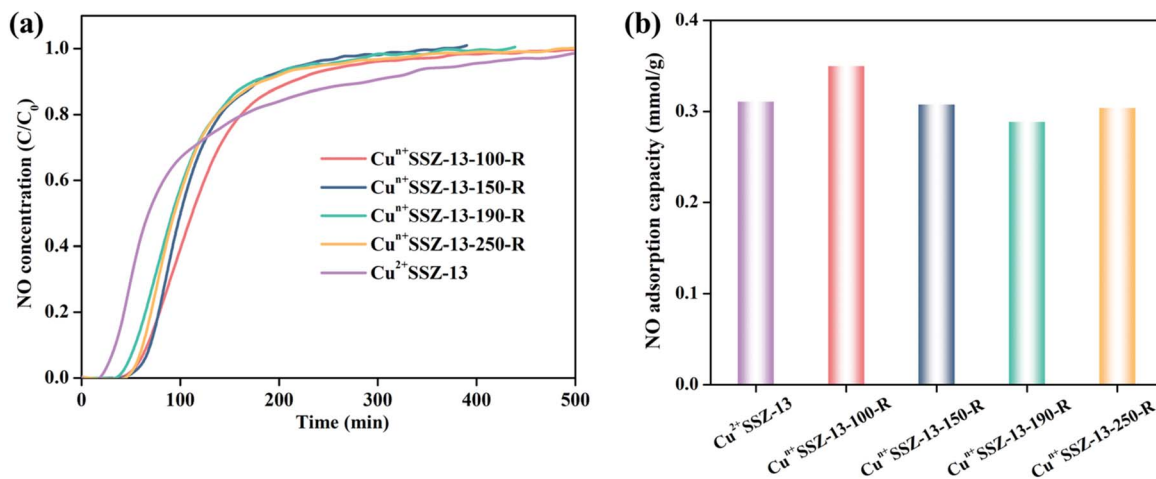 (a)
NO concentration (C/C₀)
1.0
0.8
0.6
0.4
0.2
0.0
Cuⁿ⁺SSZ-13-100-R
Cuⁿ⁺SSZ-13-150-R
Cuⁿ⁺SSZ-13-190-R
Cuⁿ⁺SSZ-13-250-R
Cu²⁺SSZ-13
0 100 200 300 400 500
Time (min)
(b)
NO adsorption capacity (mmol/g)
0.4
0.3
0.2
0.1
0.0
Cu²⁺SSZ-13
Cuⁿ⁺SSZ-13-100-R
Cuⁿ⁺SSZ-13-150-R
Cuⁿ⁺SSZ-13-190-R
Cuⁿ⁺SSZ-13-250-R